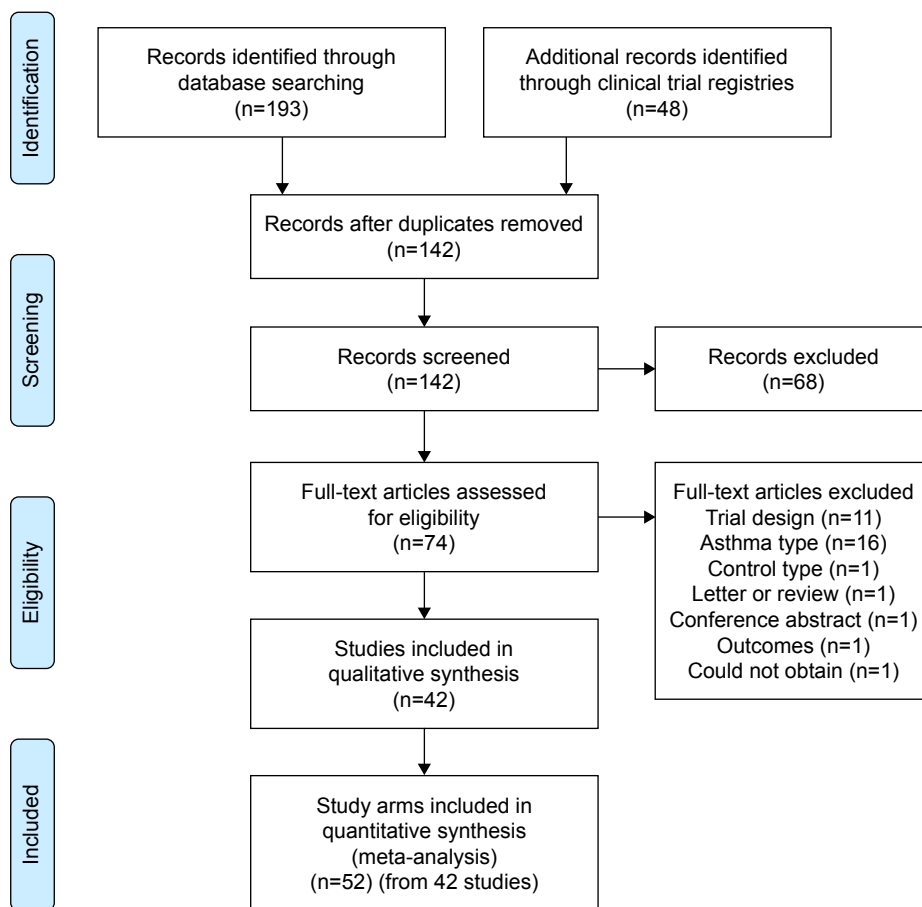 Identification
Records identified through
database searching
(n=193)
Additional records identified
through clinical trial registries
(n=48)
Records after duplicates removed
(n=142)
Screening
Records screened
(n=142)
Records excluded
(n=68)
Eligibility
Full-text articles assessed
for eligibility
(n=74)
Full-text articles excluded
Trial design (n=11)
Asthma type (n=16)
Control type (n=1)
Letter or review (n=1)
Conference abstract (n=1)
Outcomes (n=1)
Could not obtain (n=1)
Studies included in
qualitative synthesis
(n=42)
Included
Study arms included in
quantitative synthesis
(meta-analysis)
(n=52) (from 42 studies)